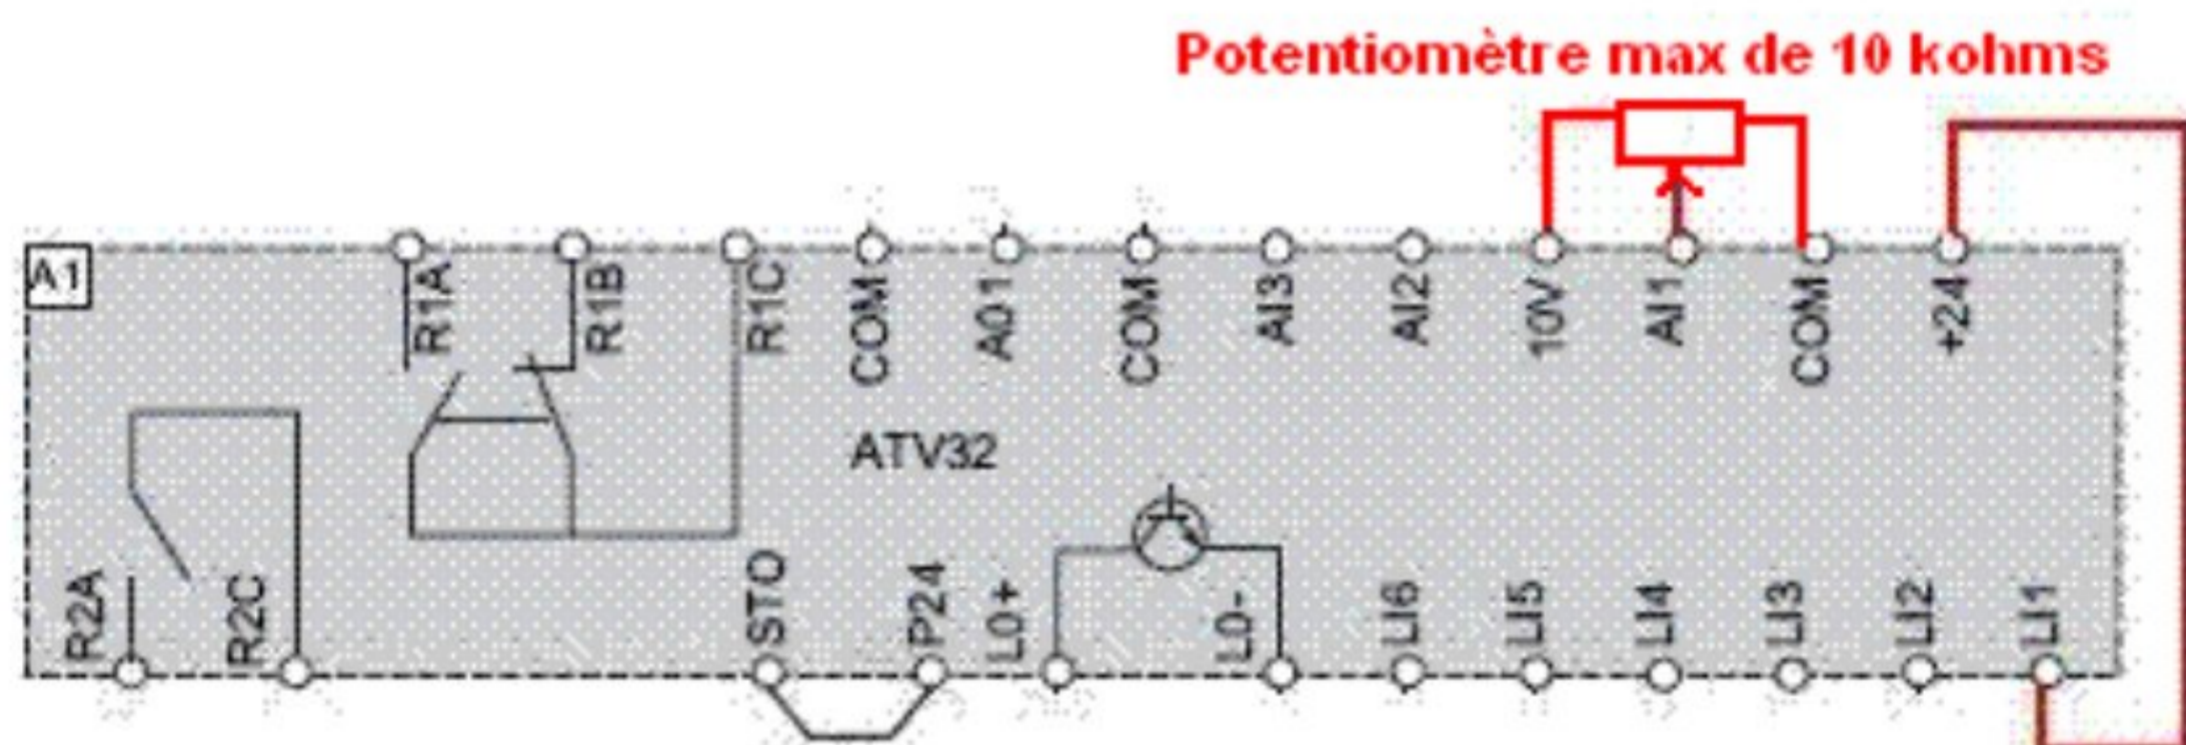 Potentiomètre max de 10 kohms
A1
R1A
R1B
R1C
COM
A01
COM
AI3
AI2
10V
AI1
COM
+24
ATV32
R2A
R2C
STO
P24
L0+
L0-
LI6
LI5
LI4
LI3
LI2
LI1